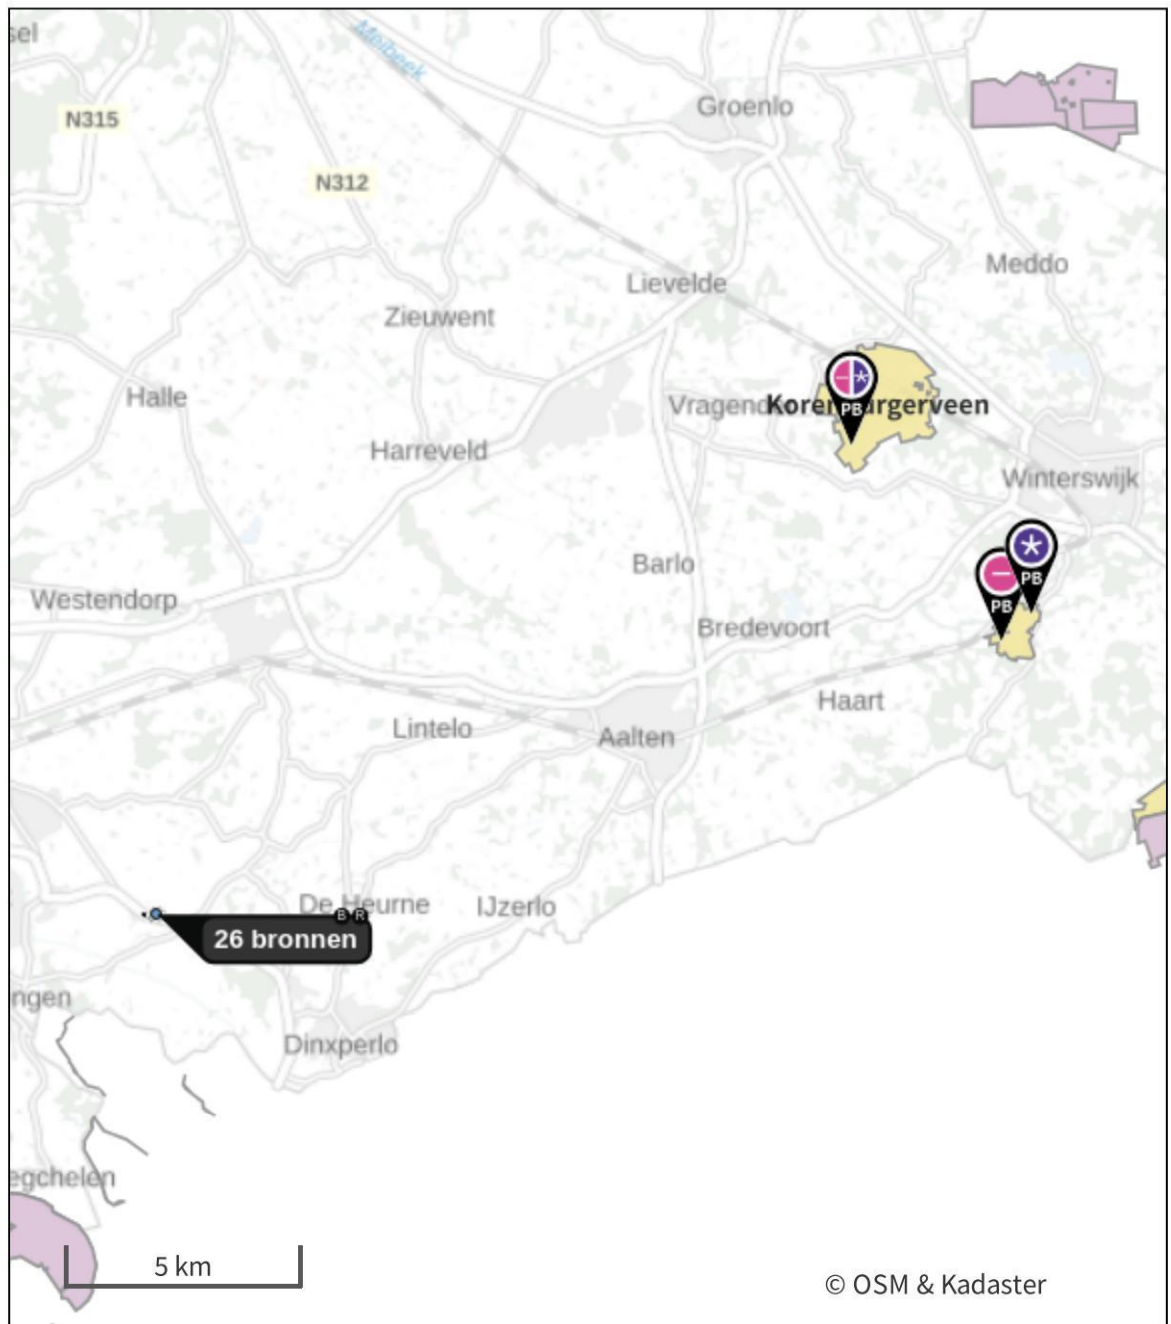 sel
Molbeek
Groenlo
N315
N312
Meddo
Lievelde
Zieuwent
PB
Halle
Korenburgerveen
Harreveld
Winterswijk
Barlo
PB
PB
Westendorp
Bredevoort
Haart
Lintelo
Aalten
De Heurne
IJzerlo
B R
26 bronnen
ngen
Dinxperlo
egchelen
5 km
© OSM & Kadaster